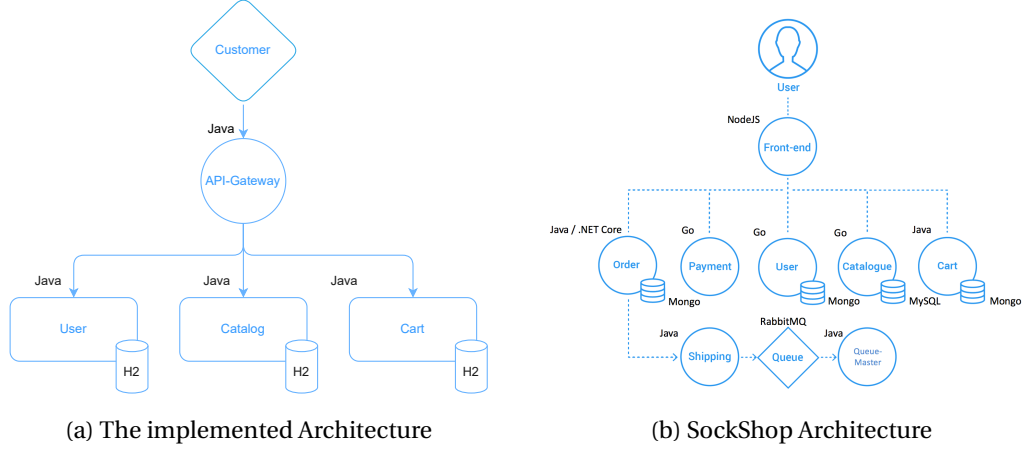 Customer
Java
API-Gateway
Java
Java
Java
User
Catalog
Cart
H2
H2
H2
(a) The implemented Architecture
User
NodeJS
Front-end
Java / .NET Core
Go
Go
Go
Java
Order
Payment
User
Catalogue
Cart
Mongo
Mongo
MySQL
Mongo
Java
RabbitMQ
Java
Shipping
Queue
Queue-
Master
(b) SockShop Architecture